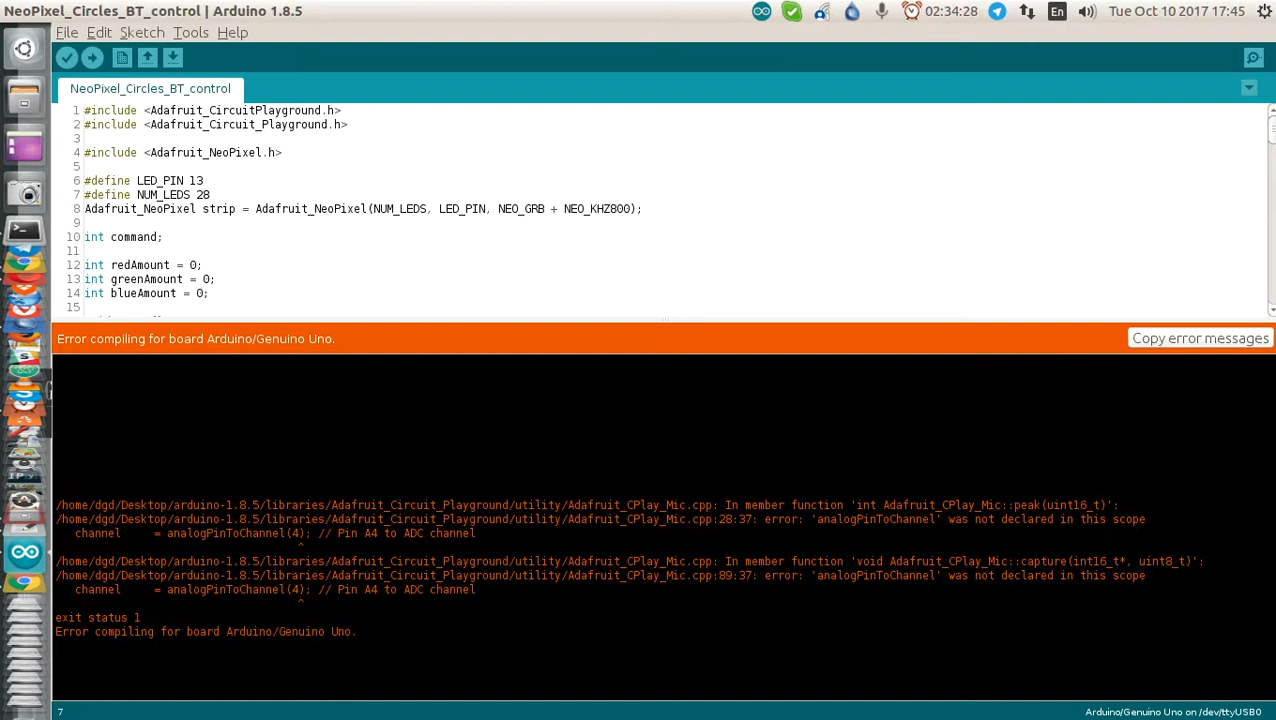 NeoPixel_Circles_BT_control | Arduino 1.8.5
02:34:28 En Tue Oct 10 2017 17:45
File Edit Sketch Tools Help
NeoPixel_Circles_BT_control
1 #include <Adafruit_CircuitPlayground.h>
2 #include <Adafruit_Circuit_Playground.h>
3
4 #include <Adafruit_NeoPixel.h>
5
6 #define LED_PIN 13
7 #define NUM_LEDS 28
8 Adafruit_NeoPixel strip = Adafruit_NeoPixel(NUM_LEDS, LED_PIN, NEO_GRB + NEO_KHZ800);
9
10 int command;
11
12 int redAmount = 0;
13 int greenAmount = 0;
14 int blueAmount = 0;
15
Error compiling for board Arduino/Genuino Uno.
Copy error messages
/home/dgd/Desktop/arduino-1.8.5/libraries/Adafruit_Circuit_Playground/utility/Adafruit_CPlay_Mic.cpp: In member function 'int Adafruit_CPlay_Mic::peak(uint16_t)':
/home/dgd/Desktop/arduino-1.8.5/libraries/Adafruit_Circuit_Playground/utility/Adafruit_CPlay_Mic.cpp:28:37: error: 'analogPinToChannel' was not declared in this scope
channel = analogPinToChannel(4); // Pin A4 to ADC channel
^
/home/dgd/Desktop/arduino-1.8.5/libraries/Adafruit_Circuit_Playground/utility/Adafruit_CPlay_Mic.cpp: In member function 'void Adafruit_CPlay_Mic::capture(int16_t*, uint8_t)':
/home/dgd/Desktop/arduino-1.8.5/libraries/Adafruit_Circuit_Playground/utility/Adafruit_CPlay_Mic.cpp:89:37: error: 'analogPinToChannel' was not declared in this scope
channel = analogPinToChannel(4); // Pin A4 to ADC channel
^
exit status 1
Error compiling for board Arduino/Genuino Uno.
7
Arduino/Genuino Uno on /dev/ttyUSB0